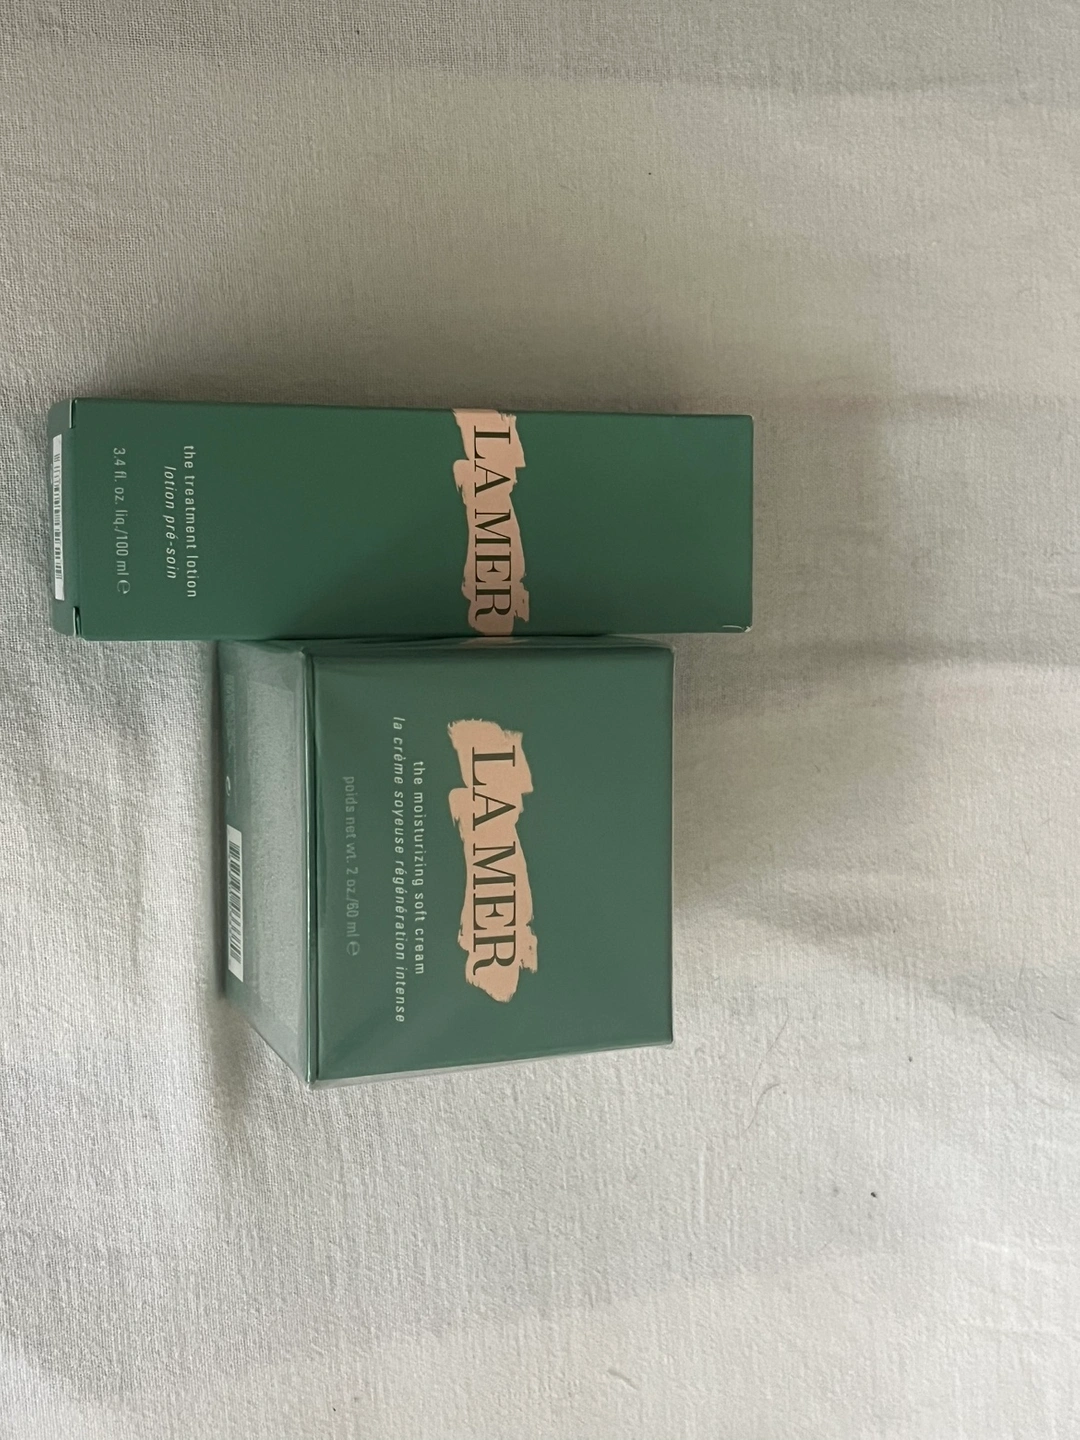 LA MER
the treatment lotion
lotion pré-soin
3.4 fl. oz. liq./100 ml ℮
LA MER
the moisturizing soft cream
la crème soyeuse régénération intense
poids net wt. 2 oz./60 ml ℮